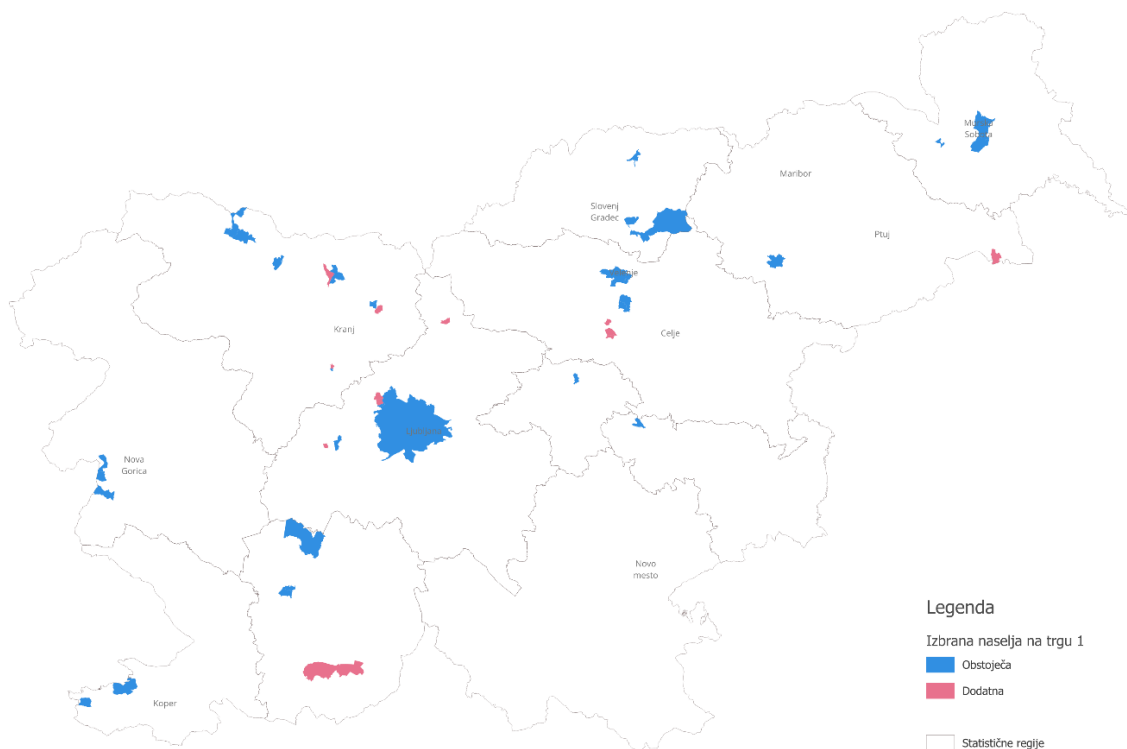 Murska
Sobota
Maribor
Slovenj
Gradec
Ptuj
Kranj
Celje
Nova
Gorica
Novo
mesto
Koper
Legenda
Izbrana naselja na trgu 1
Obstoječa
Dodatna
Statistične regije